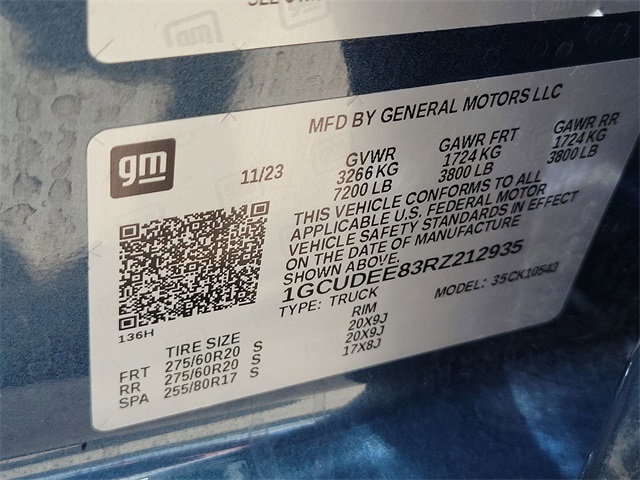 MFD BY GENERAL MOTORS LLC
gm
11/23
GVWR GAWR FRT GAWR RR
3266 KG 1724 KG 1724 KG
7200 LB 3800 LB 3800 LB
THIS VEHICLE CONFORMS TO ALL
APPLICABLE U.S. FEDERAL MOTOR
VEHICLE SAFETY STANDARDS IN EFFECT
ON THE DATE OF MANUFACTURE
SHOWN ABOVE.
1GCUDEE83RZ212935
TYPE: TRUCK MODEL: 35CK10543
136H
TIRE SIZE RIM
FRT 275/60R20 S 20X9J
RR 275/60R20 S 20X9J
SPA 255/80R17 S 17X8J